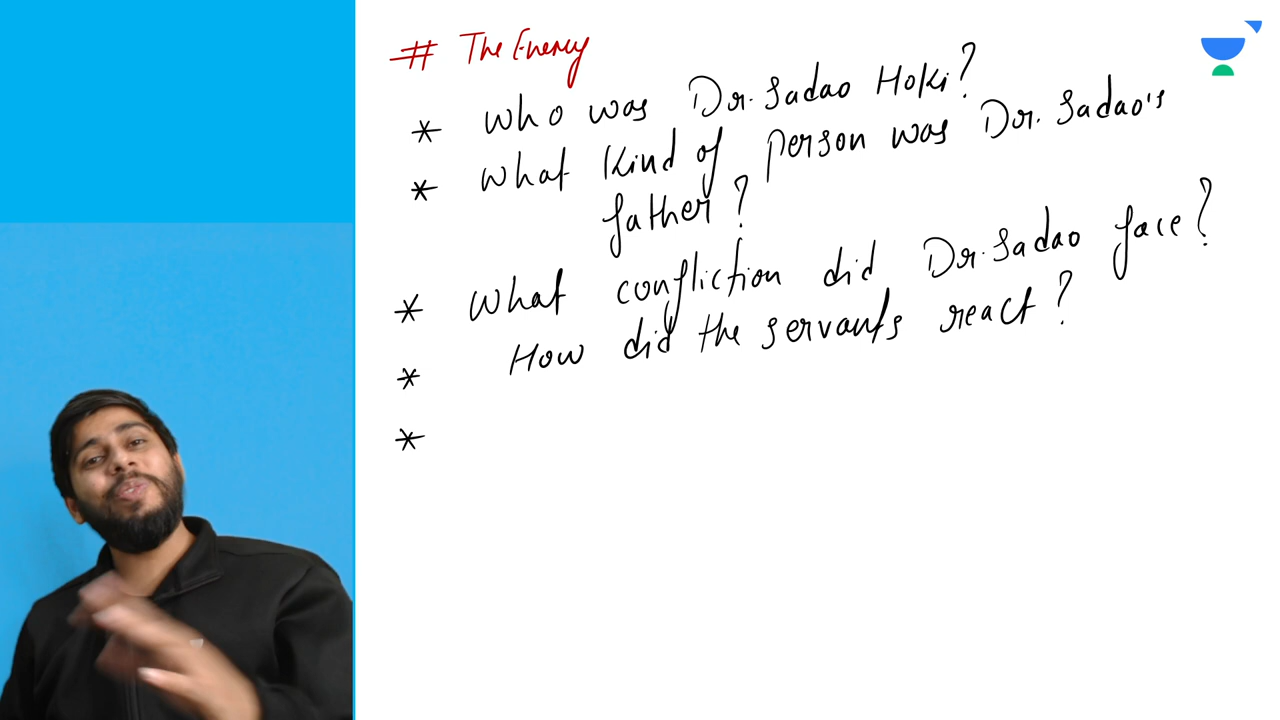 # The Enemy
* Who was Dr. Sadao Hoki?
* What kind of person was Dr. Sadao's
father?
* What confliction did Dr. Sadao face?
* How did the servants react?
*